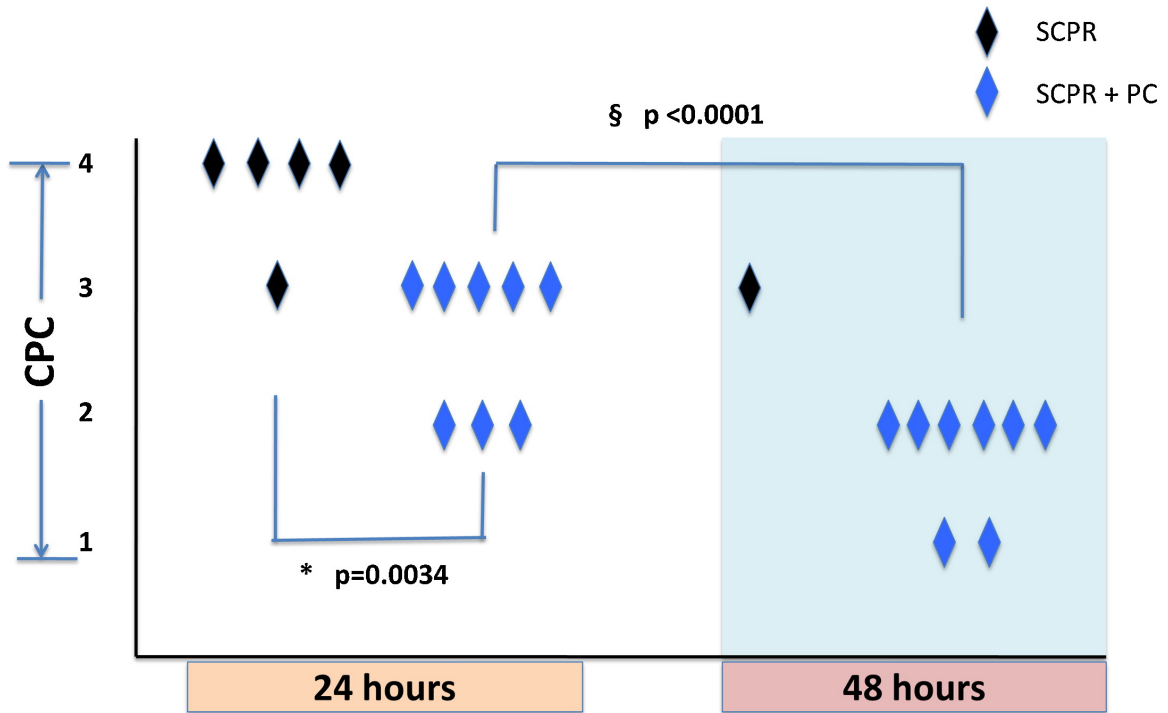 SCPR
SCPR + PC
§ p <0.0001
4
3
CPC
2
1
* p=0.0034
24 hours
48 hours